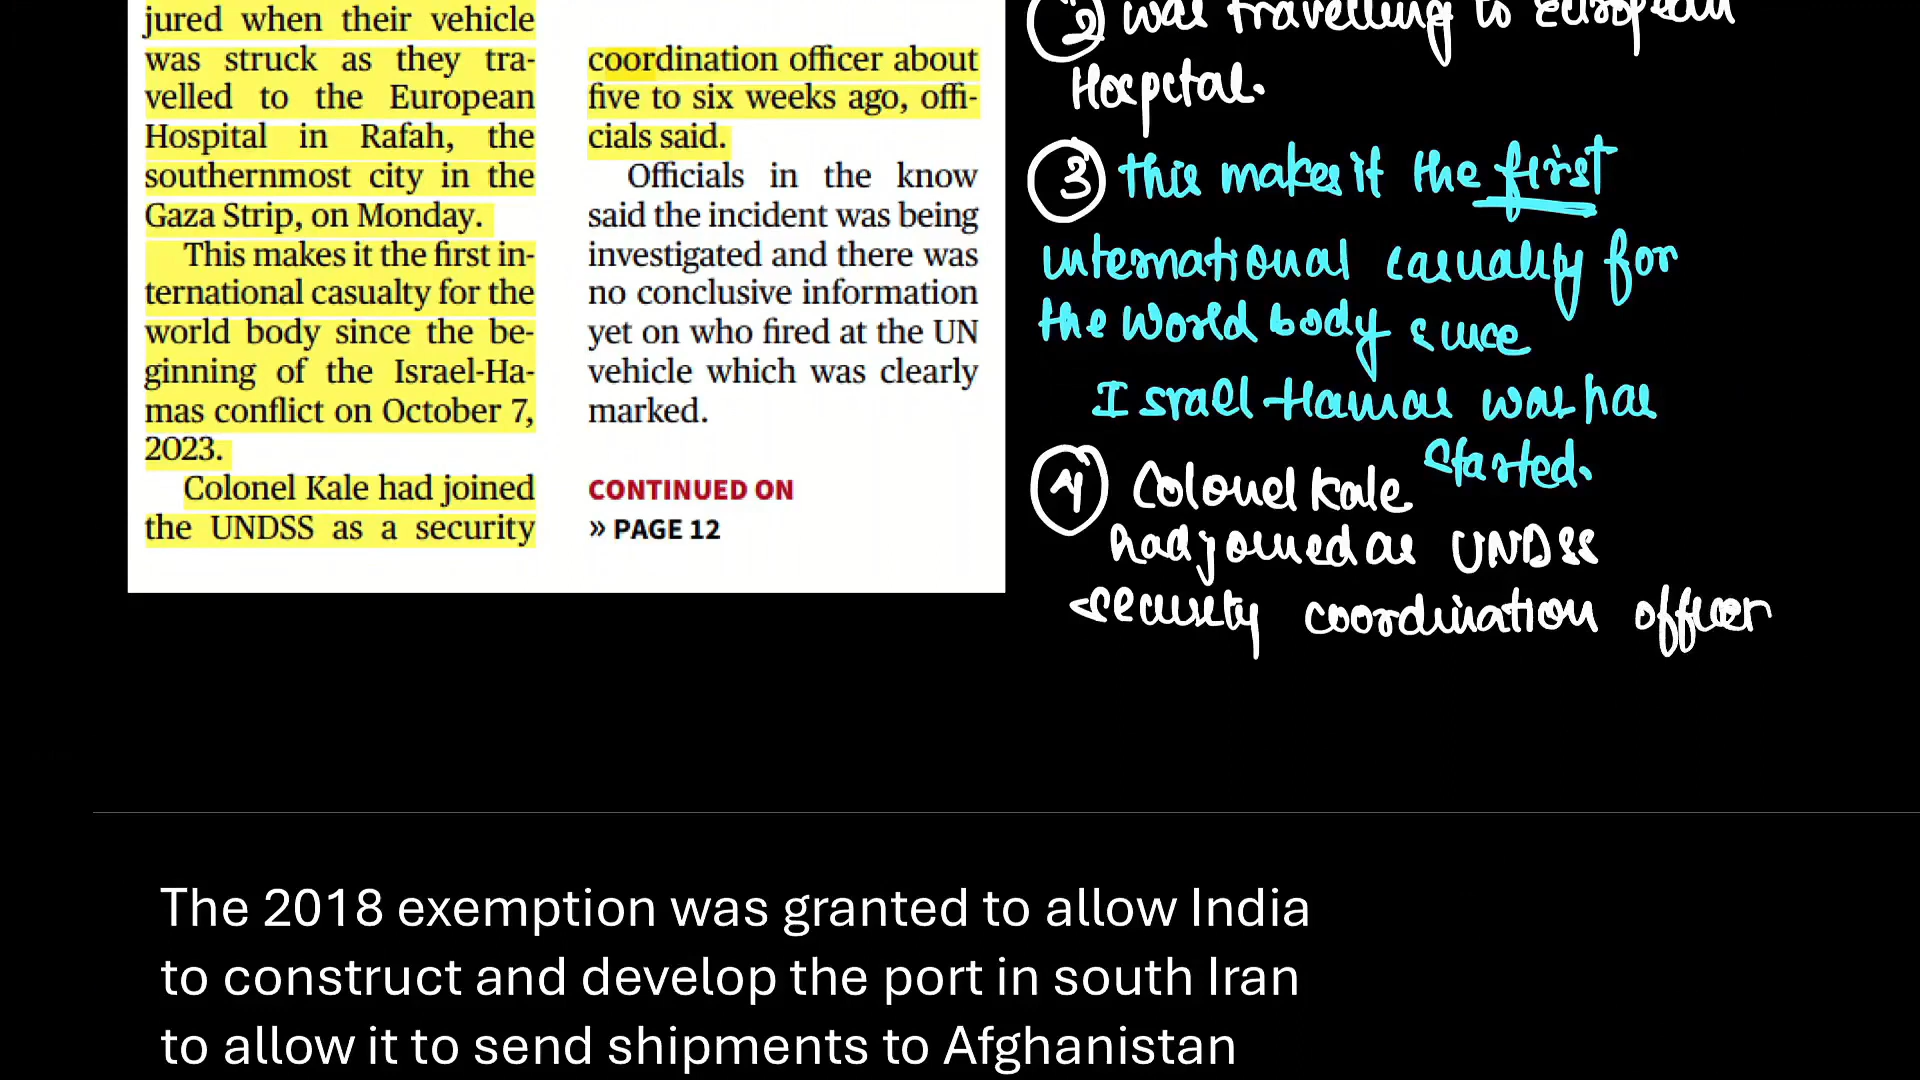 jured when their vehicle
was struck as they tra-
velled to the European
Hospital in Rafah, the
southernmost city in the
Gaza Strip, on Monday.
This makes it the first in-
ternational casualty for the
world body since the be-
ginning of the Israel-Ha-
mas conflict on October 7,
2023.
Colonel Kale had joined
the UNDSS as a security
coordination officer about
five to six weeks ago, offi-
cials said.
Officials in the know
said the incident was being
investigated and there was
no conclusive information
yet on who fired at the UN
vehicle which was clearly
marked.
CONTINUED ON
» PAGE 12
2 was travelling to European
Hospital.
3 this makes it the first
international casuality for
the World body since
Israel-Hamas war has
started.
4 Colonel Kale
had joined as UNDSS
security coordination officer
The 2018 exemption was granted to allow India
to construct and develop the port in south Iran
to allow it to send shipments to Afghanistan